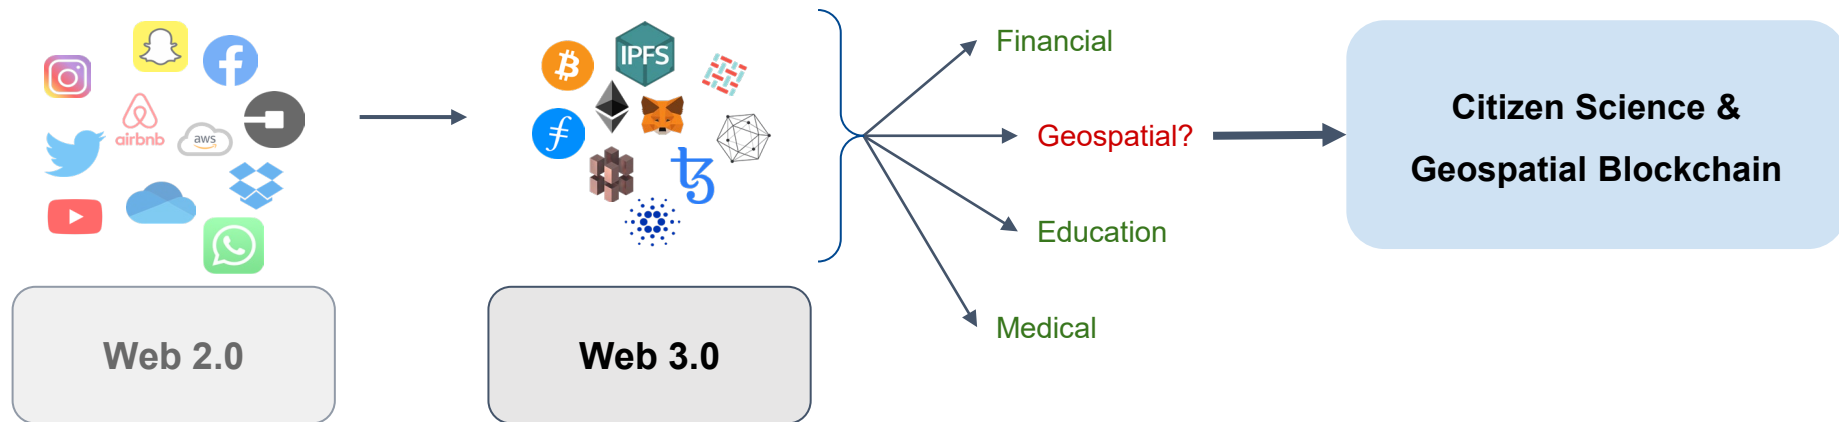 airbnb
aws
Web 2.0
IPFS
Web 3.0
Financial
Geospatial?
Education
Medical
Citizen Science &
Geospatial Blockchain